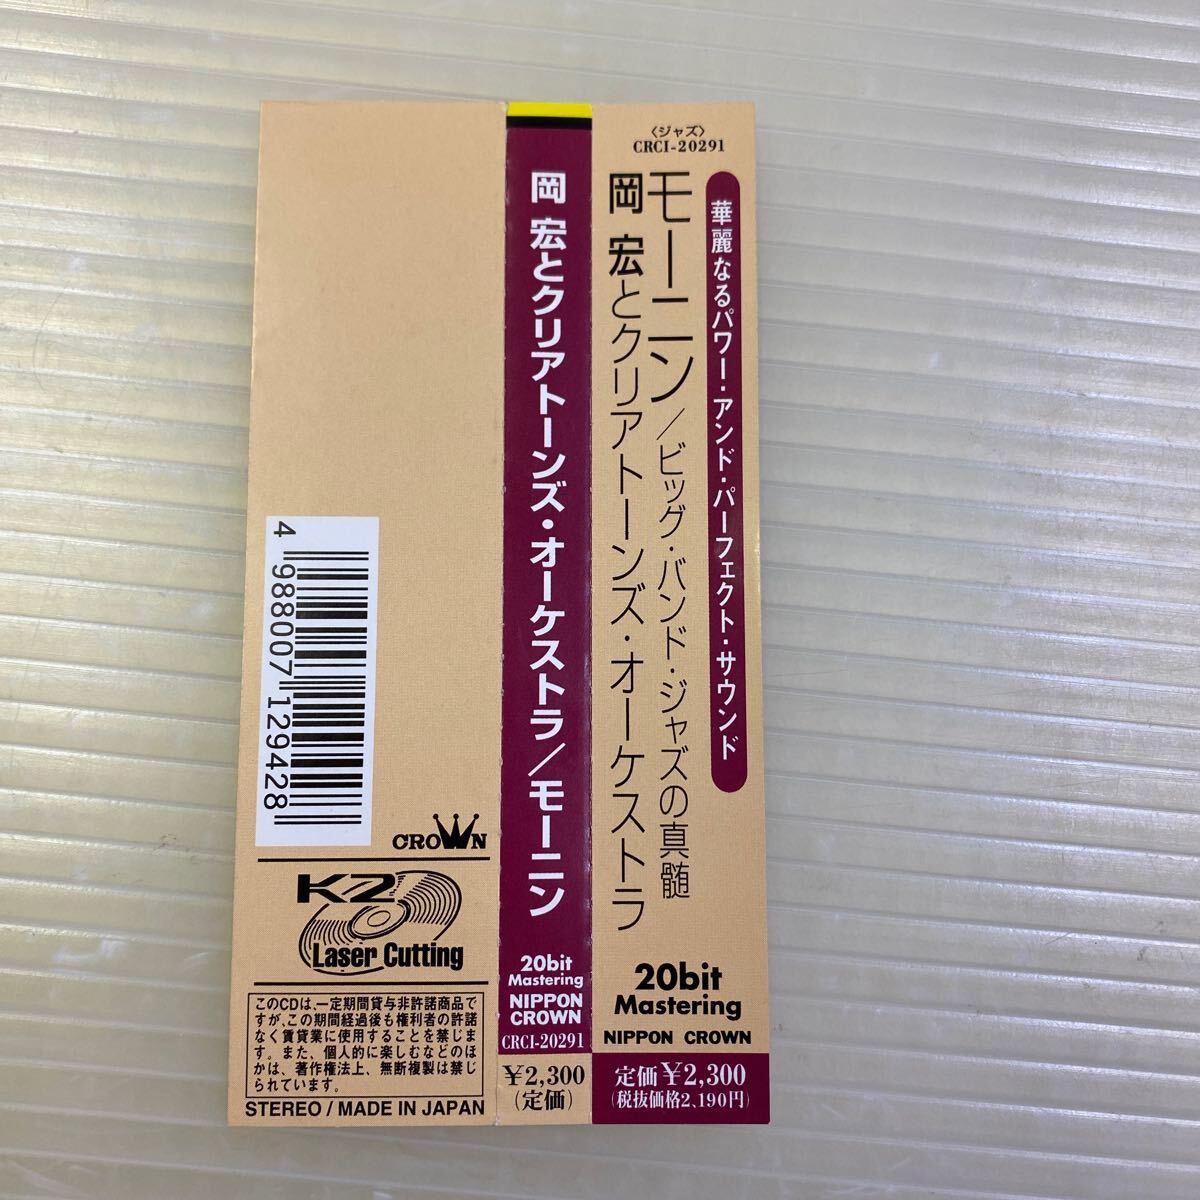 〈ジャズ〉
CRCI-20291
華麗なるパワー・アンド・パーフェクト・サウンド
モーニン／ビッグ・バンド・ジャズの真髄
岡 宏とクリアトーンズ・オーケストラ
20bit
Mastering
NIPPON CROWN
定価￥2,300
(税抜価格2,190円)
岡 宏とクリアトーンズ・オーケストラ／モーニン
20bit
Mastering
NIPPON
CROWN
CRCI-20291
￥2,300
(定価)
4 988007 129428
CROWN
K2
Laser Cutting
このCDは、一定期間貸与非許諾商品で
すが、この期間経過後も権利者の許諾
なく賃貸業に使用することを禁じま
す。また、個人的に楽しむなどのほ
かは、著作権法上、無断複製は禁じ
られています。
STEREO / MADE IN JAPAN